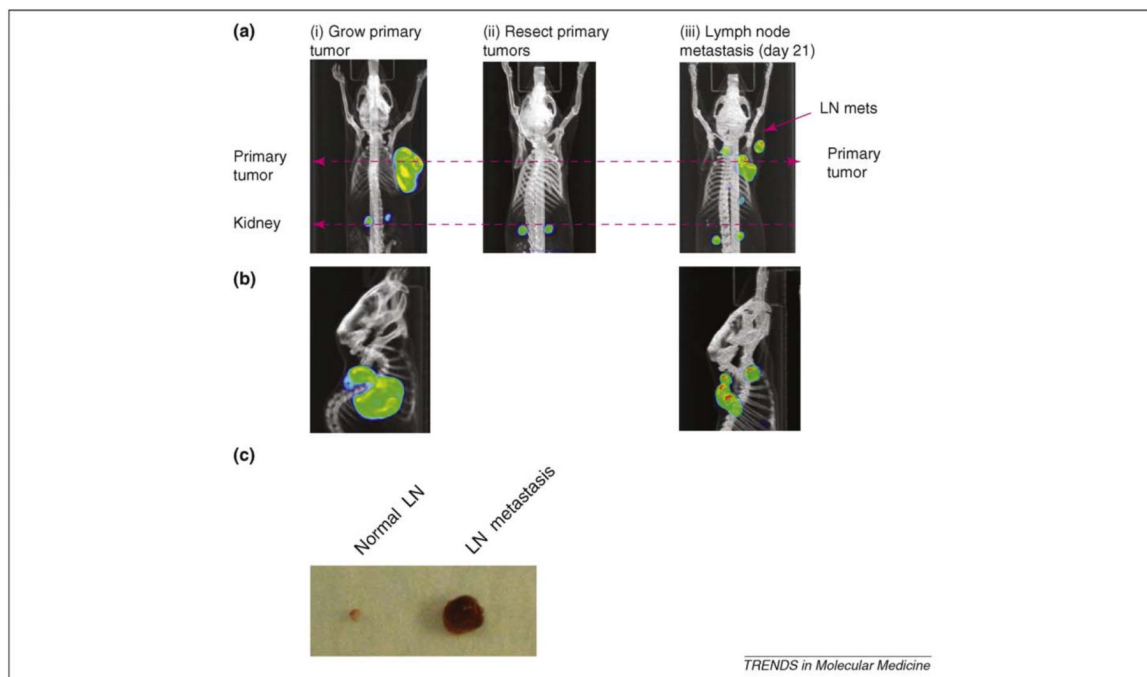 (a)
(i) Grow primary
tumor
(ii) Resect primary
tumors
(iii) Lymph node
metastasis (day 21)
LN mets
Primary
tumor
Primary
tumor
Kidney
(b)
(c)
Normal LN
LN metastasis
TRENDS in Molecular Medicine